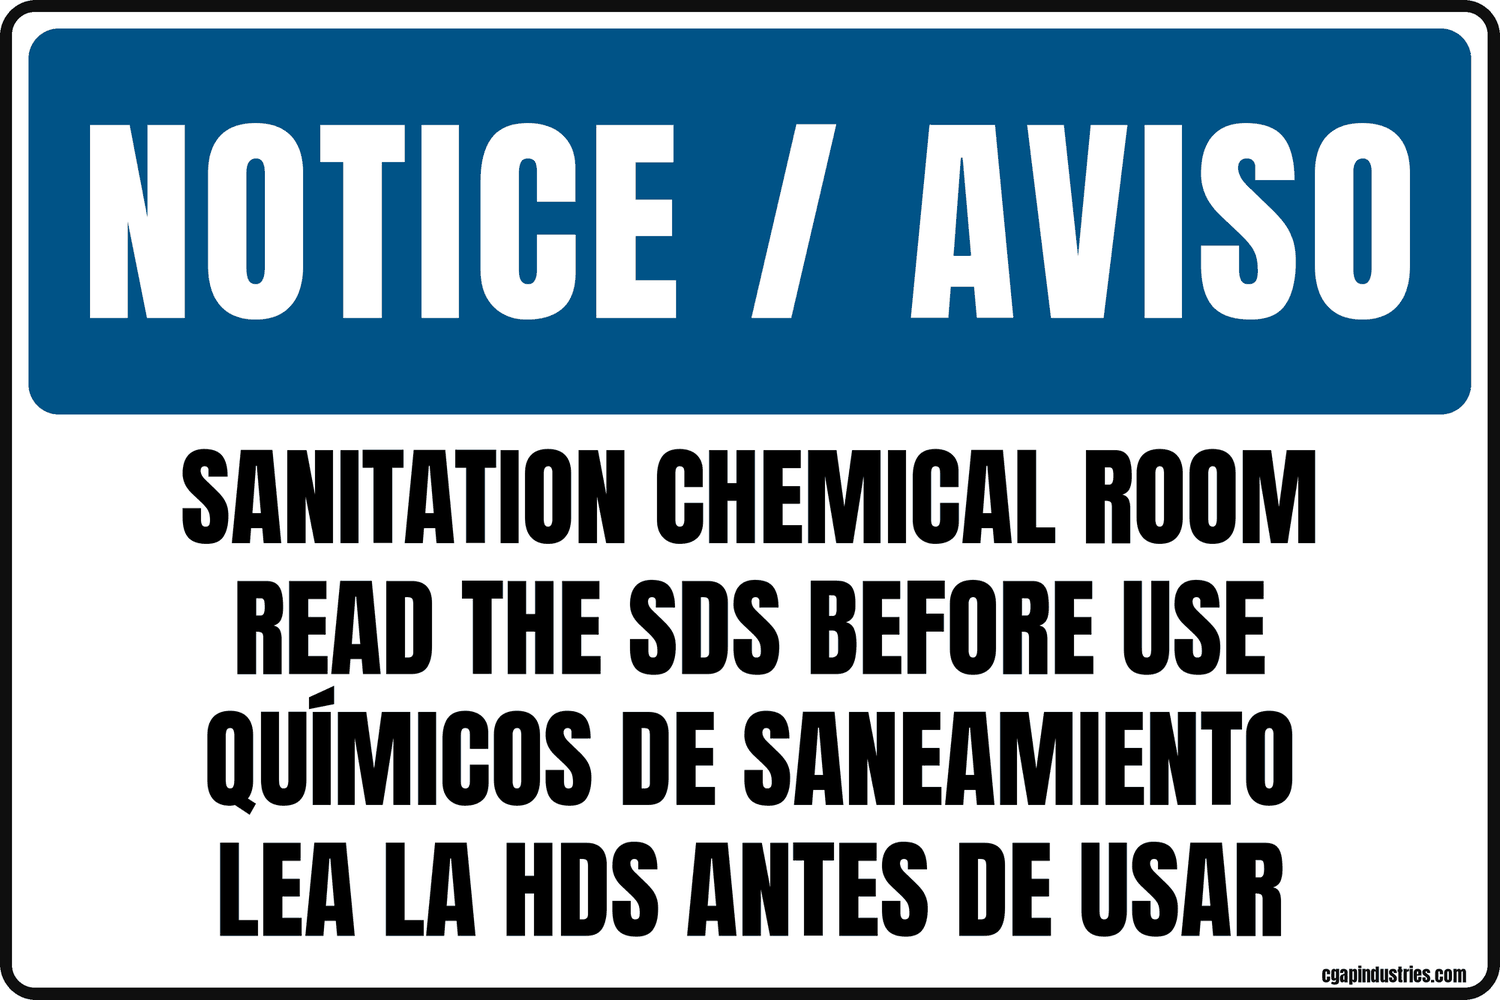 NOTICE / AVISO
SANITATION CHEMICAL ROOM
READ THE SDS BEFORE USE
QUÍMICOS DE SANEAMIENTO
LEA LA HDS ANTES DE USAR
cgapindustries.com